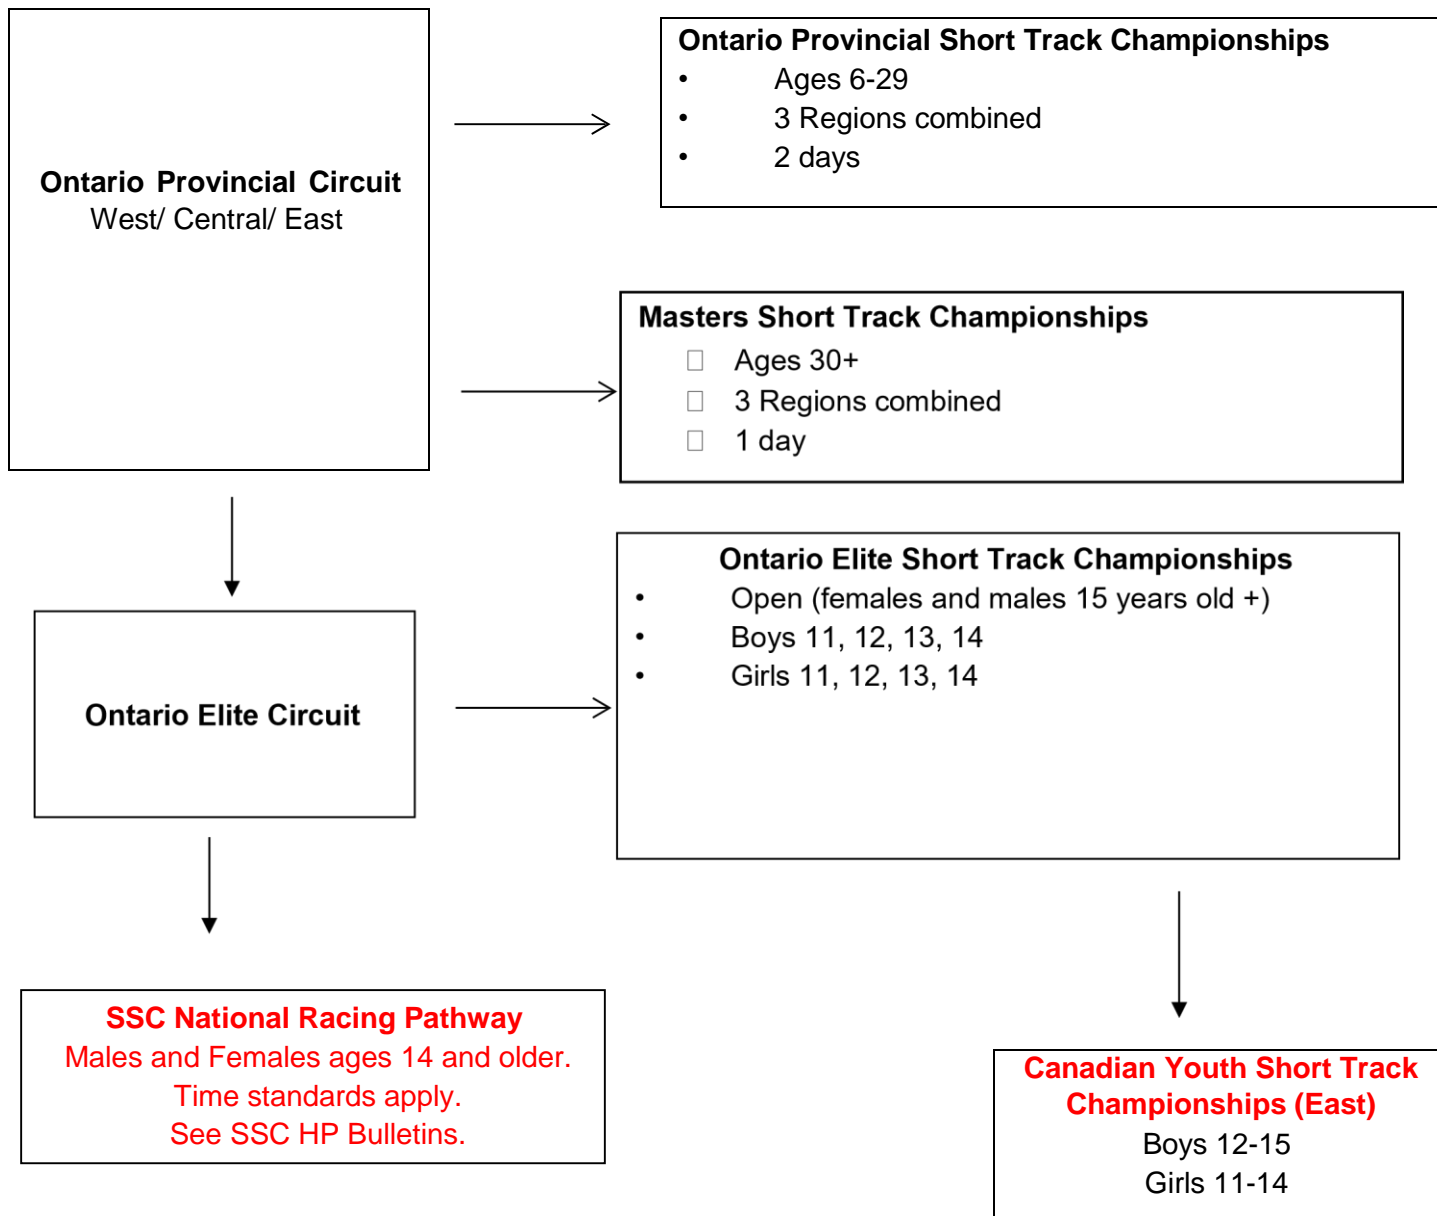 Ontario Provincial Circuit
West/ Central/ East
Ontario Provincial Short Track Championships
• Ages 6-29
• 3 Regions combined
• 2 days
Masters Short Track Championships
Ages 30+
3 Regions combined
1 day
Ontario Elite Short Track Championships
• Open (females and males 15 years old +)
• Boys 11, 12, 13, 14
• Girls 11, 12, 13, 14
Ontario Elite Circuit
SSC National Racing Pathway
Males and Females ages 14 and older.
Time standards apply.
See SSC HP Bulletins.
Canadian Youth Short Track
Championships (East)
Boys 12-15
Girls 11-14